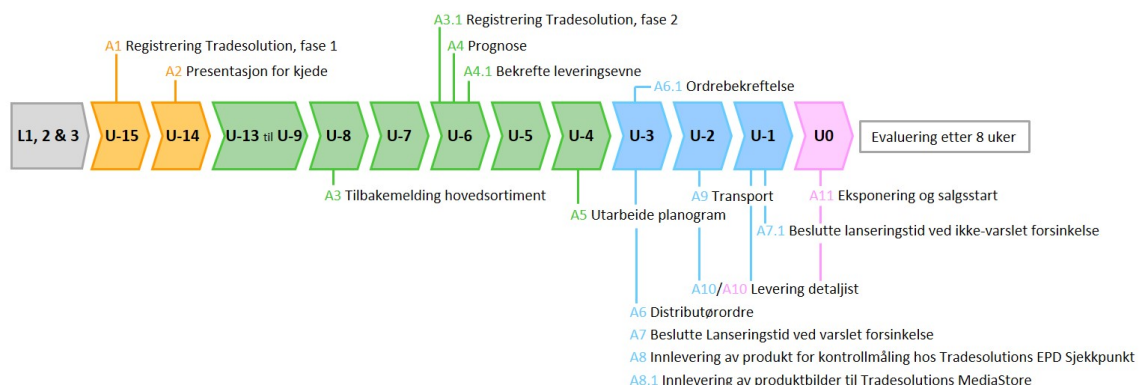 A3.1 Registrering Tradesolution, fase 2
A1 Registrering Tradesolution, fase 1
A4 Prognose
A2 Presentasjon for kjede
A4.1 Bekrefte leveringsevne
A6.1 Ordrebekreftelse
L1, 2 & 3
U-15
U-14
U-13 til U-9
U-8
U-7
U-6
U-5
U-4
U-3
U-2
U-1
U0
Evaluering etter 8 uker
A3 Tilbakemelding hovedsortiment
A9 Transport
A11 Eksponering og salgsstart
A5 Utarbeide planogram
A7.1 Beslutte lanseringstid ved ikke-varslet forsinkelse
A10/A10 Levering detaljist
A6 Distributørordre
A7 Beslutte Lanseringstid ved varslet forsinkelse
A8 Innlevering av produkt for kontrollmåling hos Tradesolutions EPD Sjekkpunkt
A8.1 Innlevering av produktbilder til Tradesolutions MediaStore